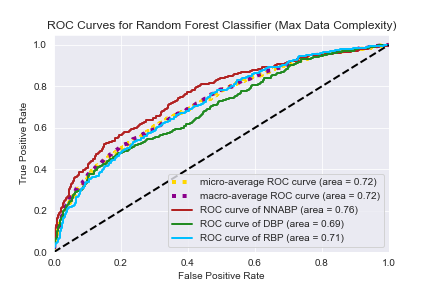 ROC Curves for Random Forest Classifier (Max Data Complexity)
1.0
0.8
0.6
0.4
0.2
0.0
True Positive Rate
micro-average ROC curve (area = 0.72)
macro-average ROC curve (area = 0.72)
ROC curve of NNABP (area = 0.76)
ROC curve of DBP (area = 0.69)
ROC curve of RBP (area = 0.71)
0.0 0.2 0.4 0.6 0.8 1.0
False Positive Rate